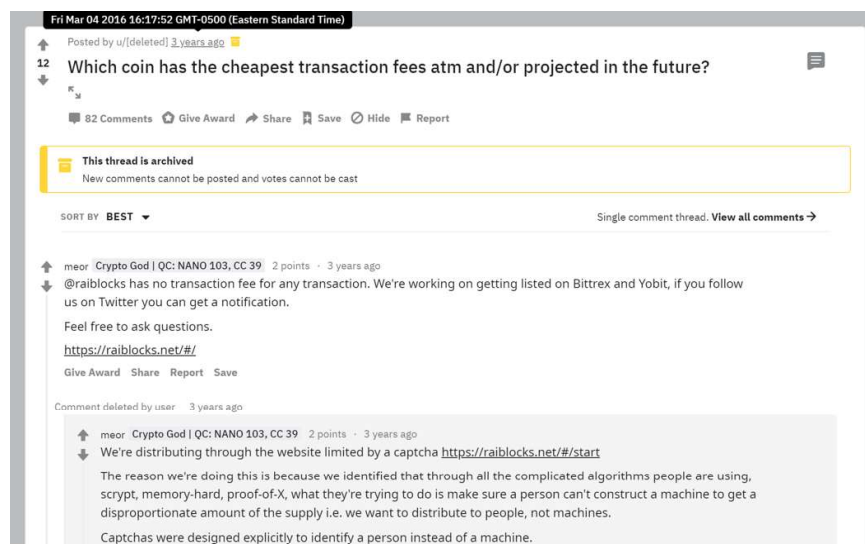 Fri Mar 04 2016 16:17:52 GMT-0500 (Eastern Standard Time)
Posted by u/[deleted] 3 years ago
12
Which coin has the cheapest transaction fees atm and/or projected in the future?
82 Comments Give Award Share Save Hide Report
This thread is archived
New comments cannot be posted and votes cannot be cast
SORT BY BEST
Single comment thread. View all comments →
meor Crypto God | QC: NANO 103, CC 39 2 points · 3 years ago
@raiblocks has no transaction fee for any transaction. We're working on getting listed on Bittrex and Yobit, if you follow
us on Twitter you can get a notification.
Feel free to ask questions.
https://raiblocks.net/#/
Give Award Share Report Save
Comment deleted by user 3 years ago
meor Crypto God | QC: NANO 103, CC 39 2 points · 3 years ago
We're distributing through the website limited by a captcha https://raiblocks.net/#/start
The reason we're doing this is because we identified that through all the complicated algorithms people are using,
scrypt, memory-hard, proof-of-X, what they're trying to do is make sure a person can't construct a machine to get a
disproportionate amount of the supply i.e. we want to distribute to people, not machines.
Captchas were designed explicitly to identify a person instead of a machine.